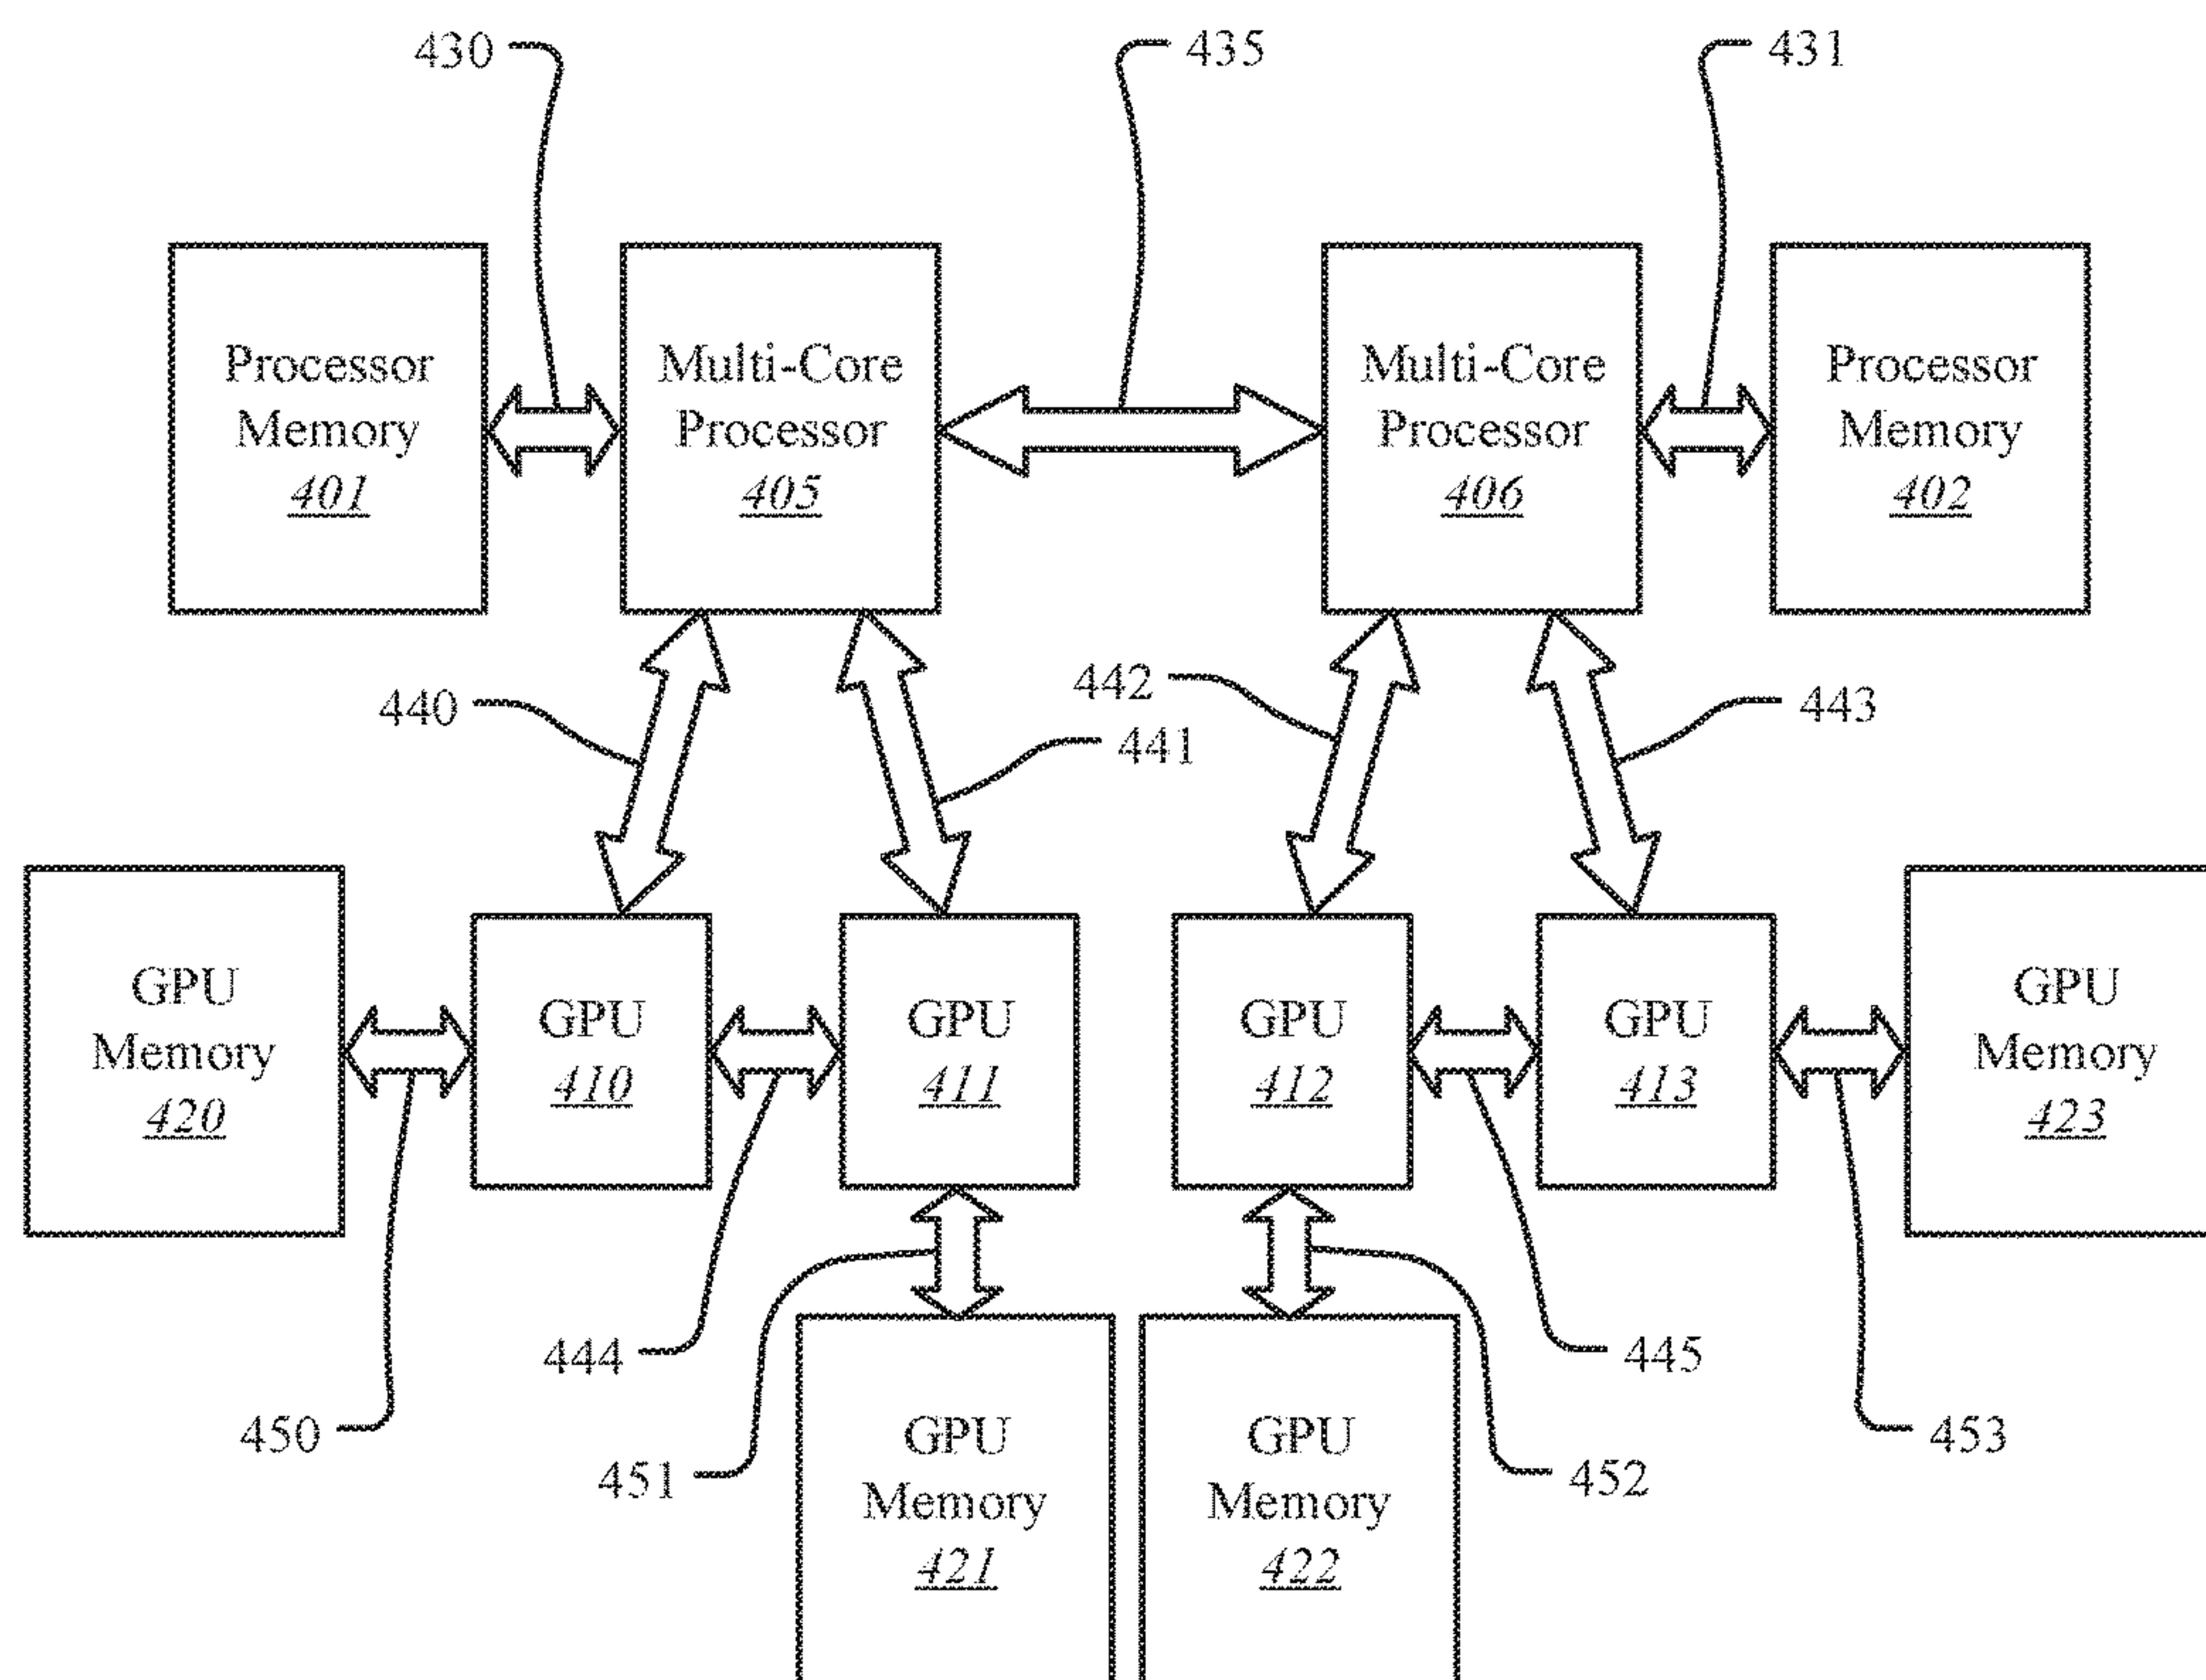 430
435
431
Processor
Memory
401
Multi-Core
Processor
405
Multi-Core
Processor
406
Processor
Memory
402
440
441
442
443
GPU
Memory
420
GPU
410
GPU
411
GPU
412
GPU
413
GPU
Memory
423
444
445
450
451
452
453
GPU
Memory
421
GPU
Memory
422